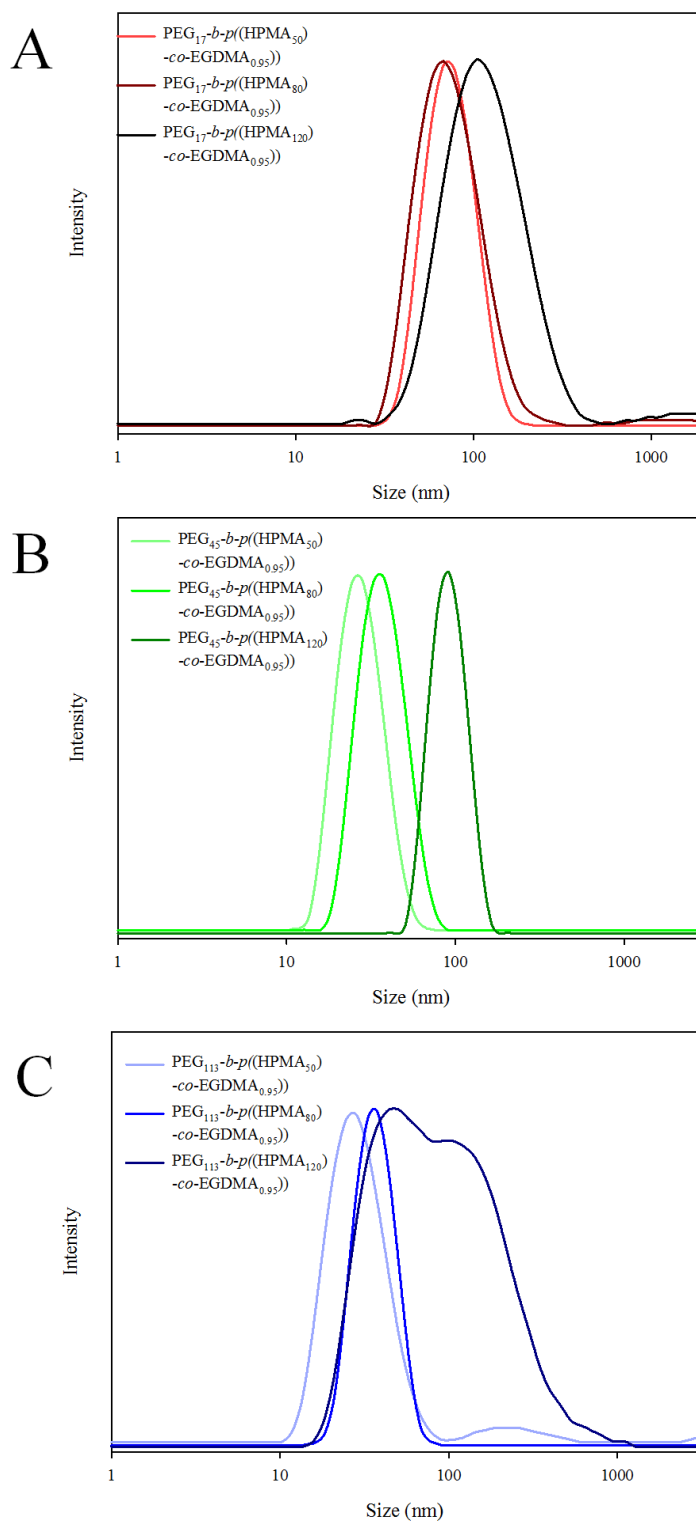 A
PEG₁₇-b-p((HPMA₅₀)
-co-EGDMA₀.₉₅))
PEG₁₇-b-p((HPMA₈₀)
-co-EGDMA₀.₉₅))
PEG₁₇-b-p((HPMA₁₂₀)
-co-EGDMA₀.₉₅))
Intensity
1 10 100 1000
Size (nm)
B
PEG₄₅-b-p((HPMA₅₀)
-co-EGDMA₀.₉₅))
PEG₄₅-b-p((HPMA₈₀)
-co-EGDMA₀.₉₅))
PEG₄₅-b-p((HPMA₁₂₀)
-co-EGDMA₀.₉₅))
Intensity
1 10 100 1000
Size (nm)
C
PEG₁₁₃-b-p((HPMA₅₀)
-co-EGDMA₀.₉₅))
PEG₁₁₃-b-p((HPMA₈₀)
-co-EGDMA₀.₉₅))
PEG₁₁₃-b-p((HPMA₁₂₀)
-co-EGDMA₀.₉₅))
Intensity
1 10 100 1000
Size (nm)